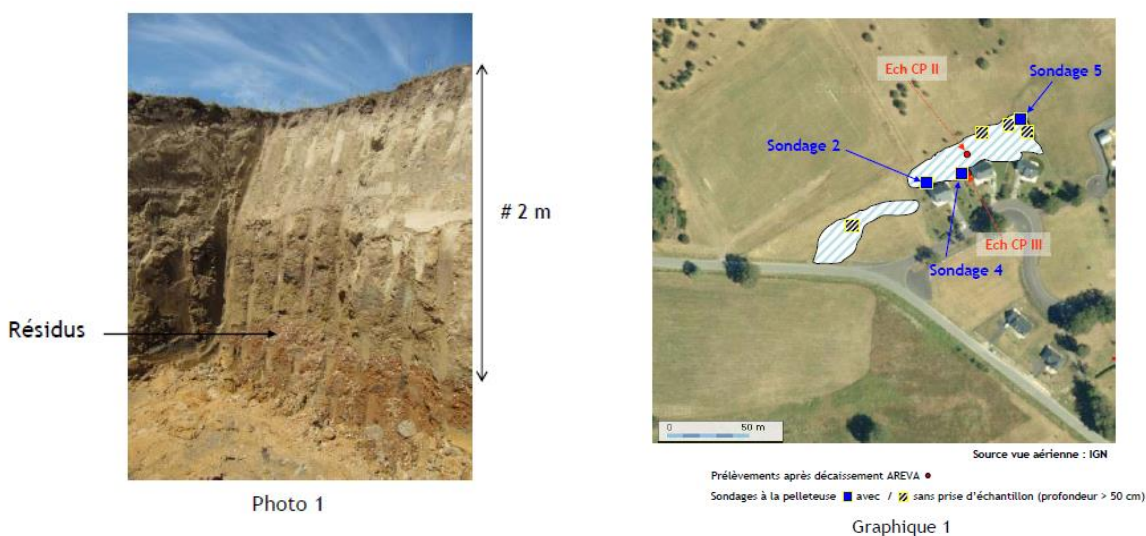 # 2 m
Résidus
Photo 1
Ech CP II
Sondage 5
Sondage 2
Ech CP III
Sondage 4
0 50 m
Source vue aérienne : IGN
Prélèvements après décaissement AREVA
Sondages à la pelleteuse avec / sans prise d'échantillon (profondeur > 50 cm)
Graphique 1